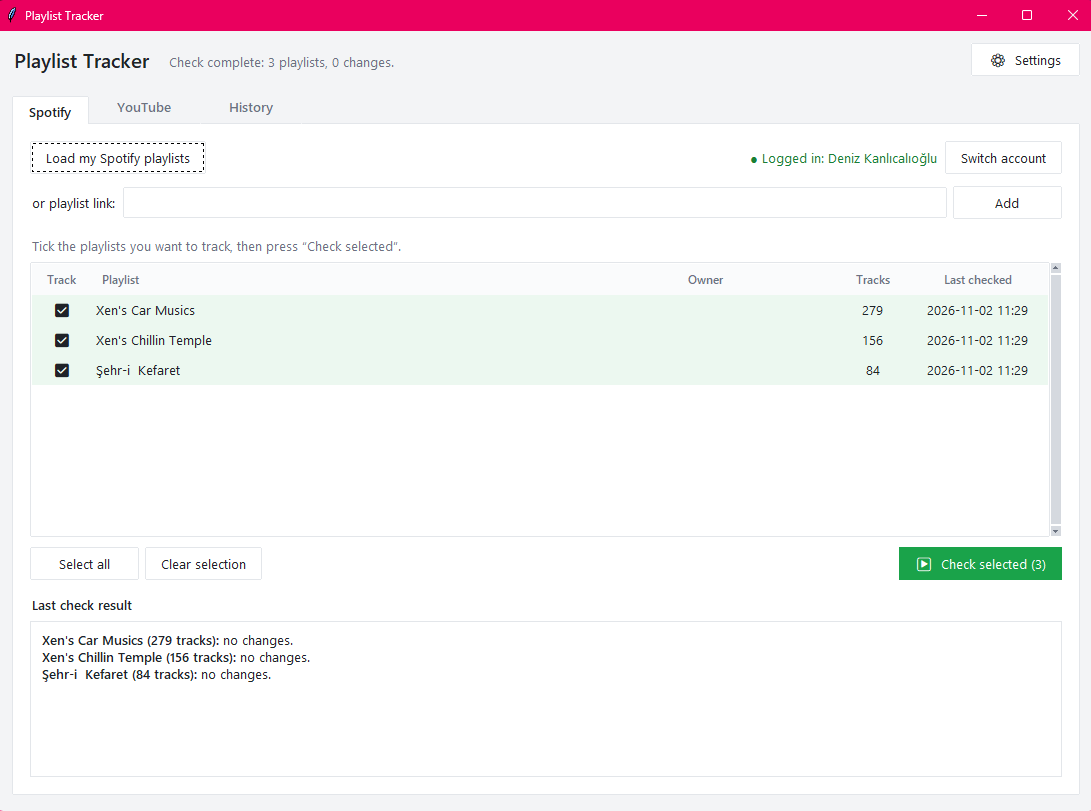 Playlist Tracker
Playlist Tracker Check complete: 3 playlists, 0 changes. Settings
Spotify YouTube History
Load my Spotify playlists ● Logged in: Deniz Kanlıcalıoğlu Switch account
or playlist link: Add
Tick the playlists you want to track, then press “Check selected”.
Track Playlist Owner Tracks Last checked
Xen's Car Musics 279 2026-11-02 11:29
Xen's Chillin Temple 156 2026-11-02 11:29
Şehr-i  Kefaret 84 2026-11-02 11:29
Select all Clear selection Check selected (3)
Last check result
Xen's Car Musics (279 tracks): no changes.
Xen's Chillin Temple (156 tracks): no changes.
Şehr-i  Kefaret (84 tracks): no changes.